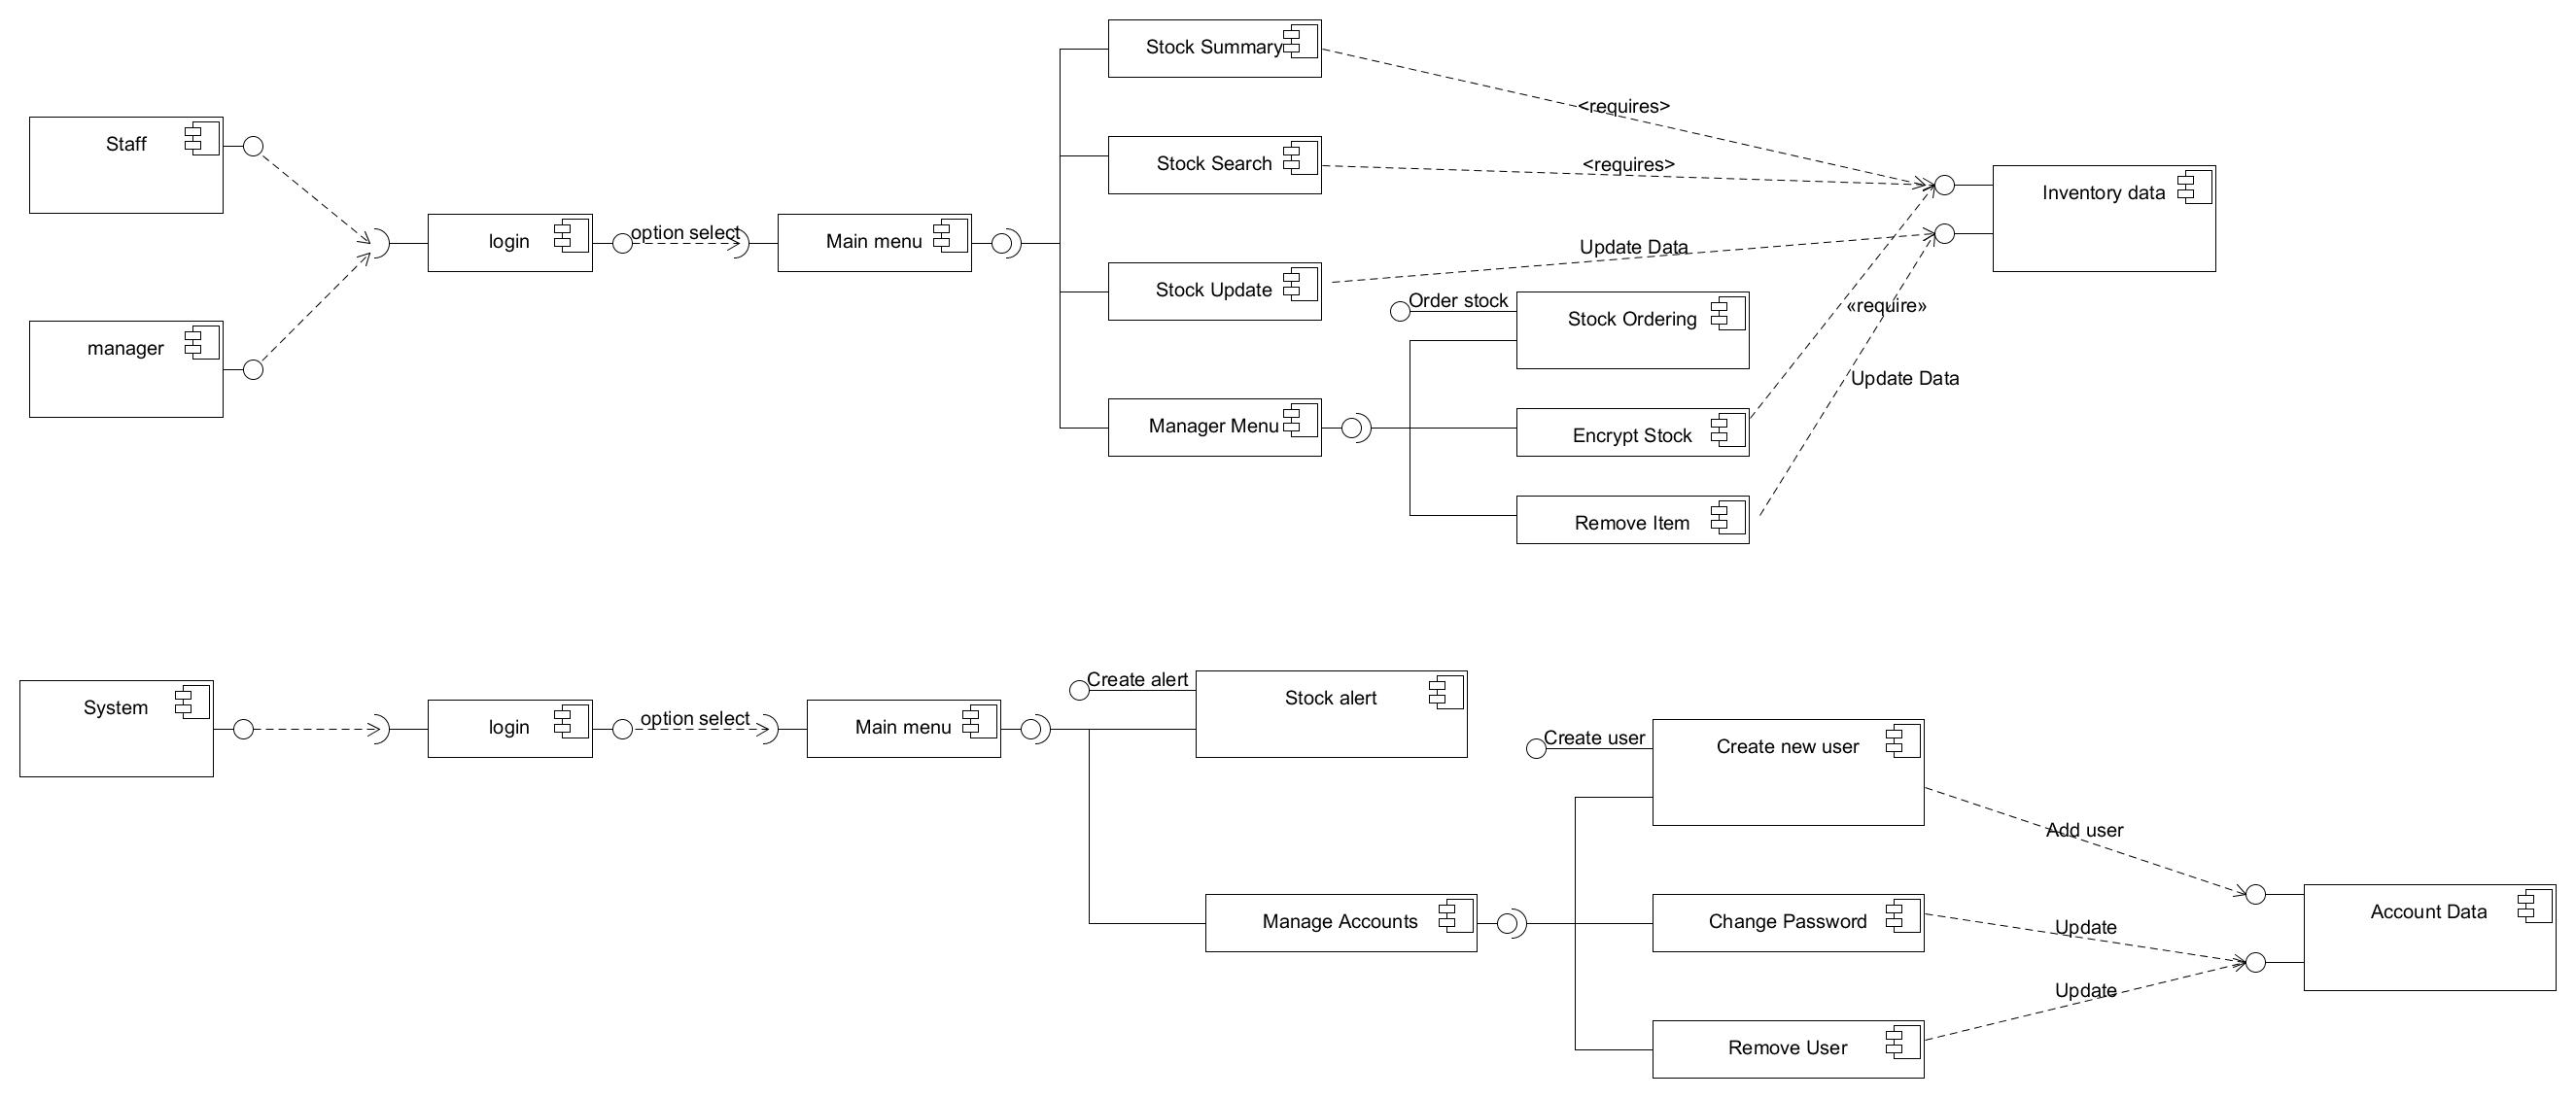 Stock Summary
<requires>
Staff
Stock Search
<requires>
Inventory data
login
option select
Main menu
Update Data
Stock Update
Order stock
Stock Ordering
«require»
manager
Update Data
Manager Menu
Encrypt Stock
Remove Item
System
login
option select
Main menu
Create alert
Stock alert
Create user
Create new user
Add user
Manage Accounts
Change Password
Update
Account Data
Update
Remove User